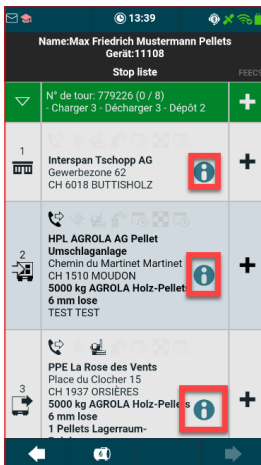 13:39
Name:Max Friedrich Mustermann Pellets
Gerät:11108
Stop liste
FEEC
N° de tour: 779226 (0 / 8)
- Charger 3 - Décharger 3 - Dépôt 2
1
Interspan Tschopp AG
Gewerbezone 62
CH 6018 BUTTISHOLZ
2
HPL AGROLA AG Pellet
Umschlaganlage
Chemin du Martinet Martinet
CH 1510 MOUDON
5000 kg AGROLA Holz-Pellets
6 mm lose
TEST TEST
3
PPE La Rose des Vents
Place du Clocher 15
CH 1937 ORSIÈRES
5000 kg AGROLA Holz-Pellets
6 mm lose
1 Pellets Lagerraum-